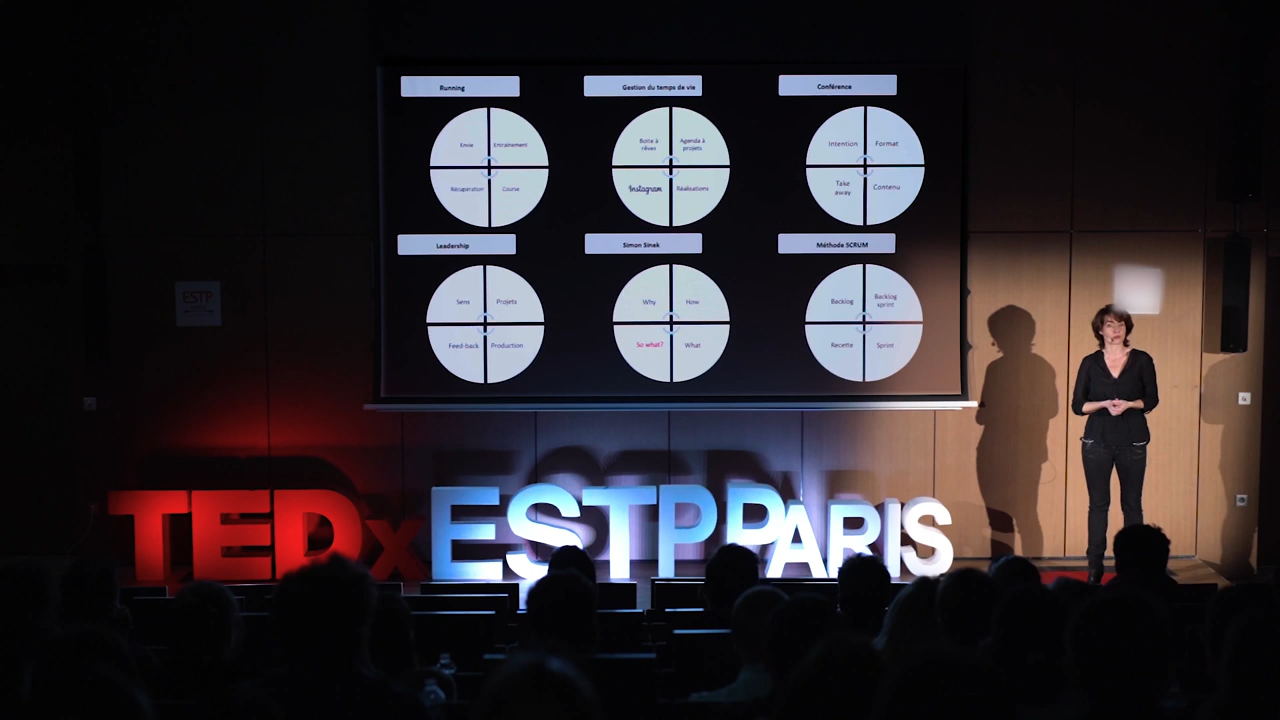 Running
Envie
Entrainement
Récupération
Course
Gestion du temps de vie
Boite à
rêves
Agenda à
projets
Instagram
Réalisations
Conférence
Intention
Format
Take
away
Contenu
Leadership
Sens
Projets
Feed-back
Production
Simon Sinek
Why
How
So what?
What
Méthode SCRUM
Backlog
Backlog
sprint
Recette
Sprint
ESTP
TEDx ESTP PARIS